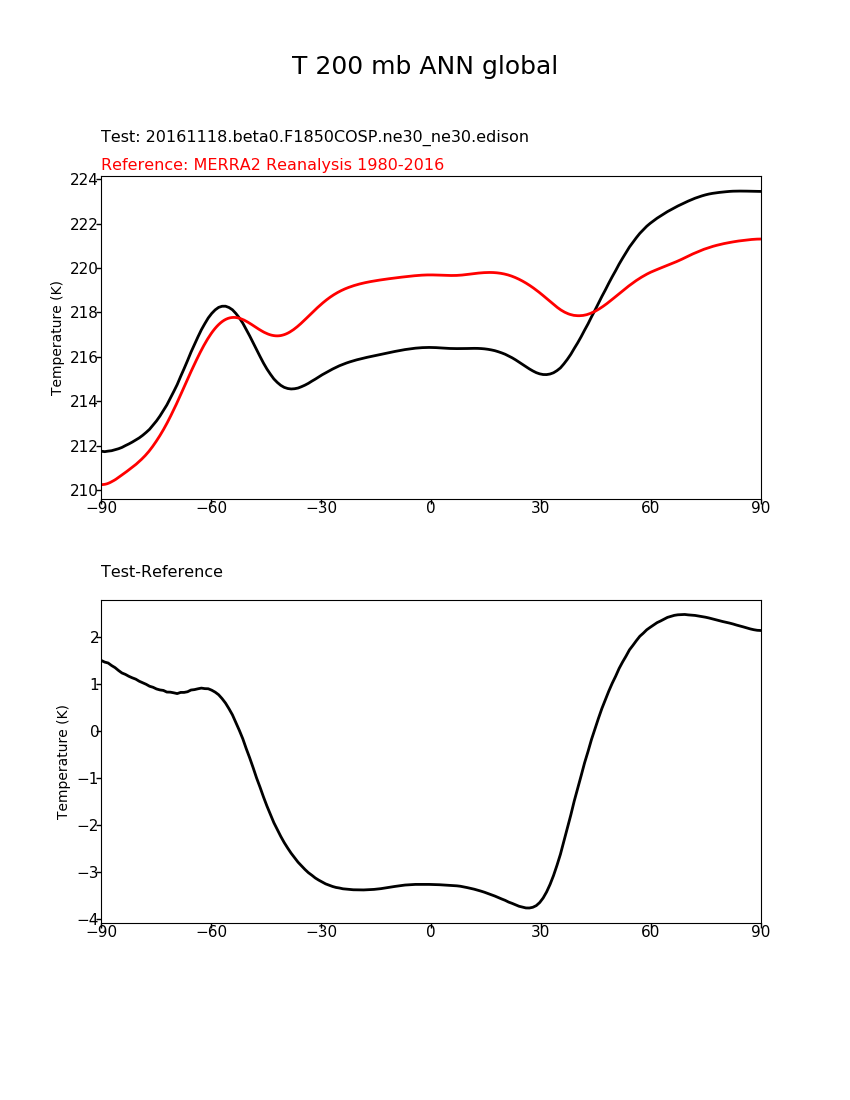 T 200 mb ANN global
Test: 20161118.beta0.F1850COSP.ne30_ne30.edison
Reference: MERRA2 Reanalysis 1980-2016
Temperature (K)
224
222
220
218
216
214
212
210
−90 −60 −30 0 30 60 90
Test-Reference
Temperature (K)
2
1
0
−1
−2
−3
−4
−90 −60 −30 0 30 60 90